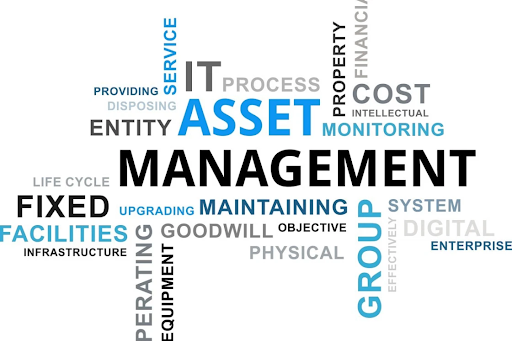 SERVICE
IT
PROCESS
PROPERTY
FINANCIA
PROVIDING
DISPOSING
COST
INTELLECTUAL
ENTITY
ASSET
MONITORING
MANAGEMENT
LIFE CYCLE
FIXED
UPGRADING
MAINTAINING
GROUP
SYSTEM
FACILITIES
GOODWILL
OBJECTIVE
EFFECTIVELY
DIGITAL
INFRASTRUCTURE
PERATING
EQUIPMENT
PHYSICAL
ENTERPRISE